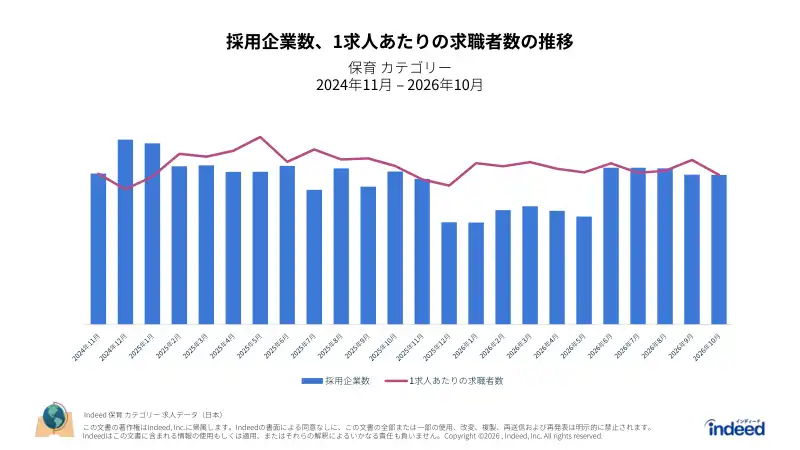 採用企業数、1求人あたりの求職者数の推移
保育 カテゴリー
2024年11月 – 2026年10月
2024年11月
2024年12月
2025年1月
2025年2月
2025年3月
2025年4月
2025年5月
2025年6月
2025年7月
2025年8月
2025年9月
2025年10月
2025年11月
2025年12月
2026年1月
2026年2月
2026年3月
2026年4月
2026年5月
2026年6月
2026年7月
2026年8月
2026年9月
2026年10月
採用企業数
1求人あたりの求職者数
Indeed 保育 カテゴリー 求人データ（日本）
この文書の著作権はIndeed, Inc.に帰属します。Indeedの書面による同意なしに、この文書の全部または一部の使用、改変、複製、再送信および再発表は明示的に禁止されます。
Indeedはこの文書に含まれる情報の使用もしくは適用、またはそれらの解釈によるいかなる責任も負いません。Copyright ©2026 , Indeed, Inc. All rights reserved.
インディード
indeed